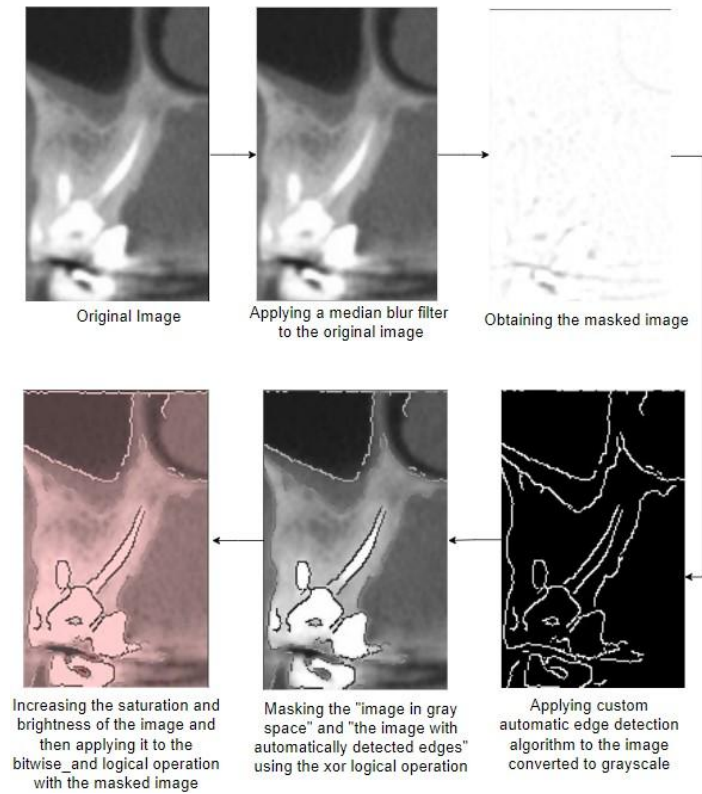 Original Image
Applying a median blur filter
to the original image
Obtaining the masked image
Applying custom
automatic edge detection
algorithm to the image
converted to grayscale
Masking the "image in gray
space" and "the image with
automatically detected edges"
using the xor logical operation
Increasing the saturation and
brightness of the image and
then applying it to the
bitwise_and logical operation
with the masked image